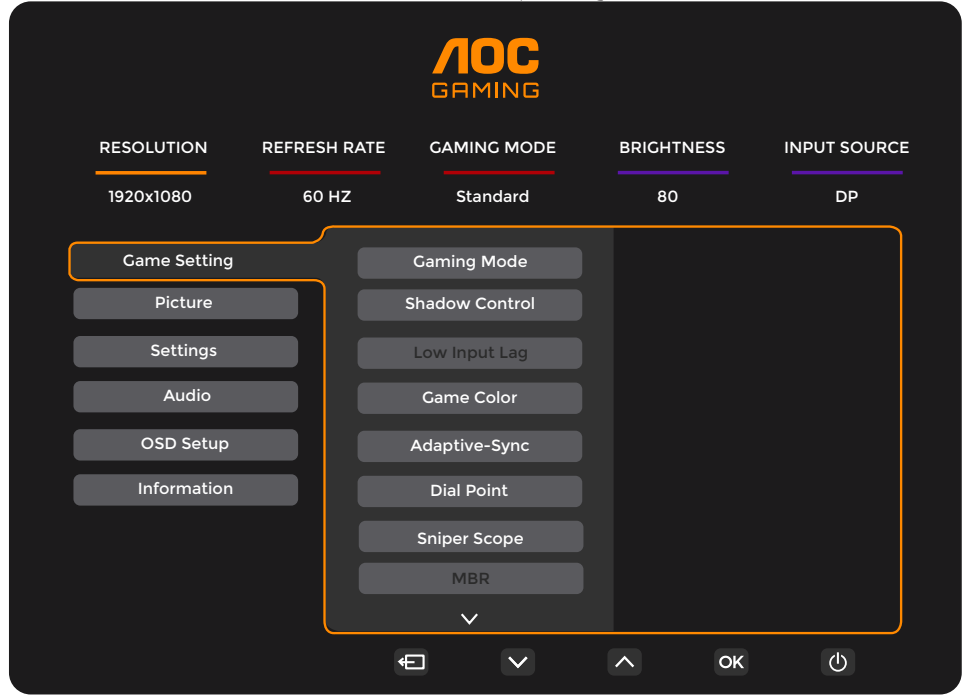 AOC
GAMING
RESOLUTION REFRESH RATE GAMING MODE BRIGHTNESS INPUT SOURCE
1920x1080 60 HZ Standard 80 DP
Game Setting
Picture
Settings
Audio
OSD Setup
Information
Gaming Mode
Shadow Control
Low Input Lag
Game Color
Adaptive-Sync
Dial Point
Sniper Scope
MBR
OK